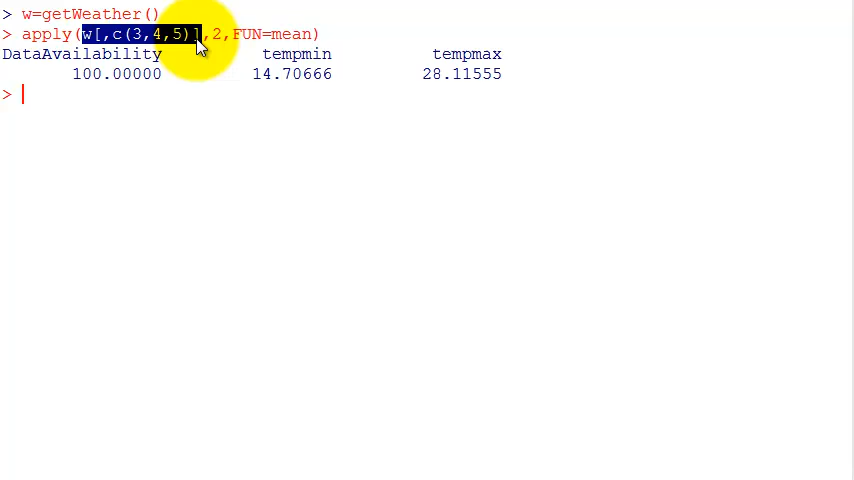 > w=getWeather()
> apply(w[,c(3,4,5)],2,FUN=mean)
DataAvailability tempmin tempmax
100.00000 14.70666 28.11555
>